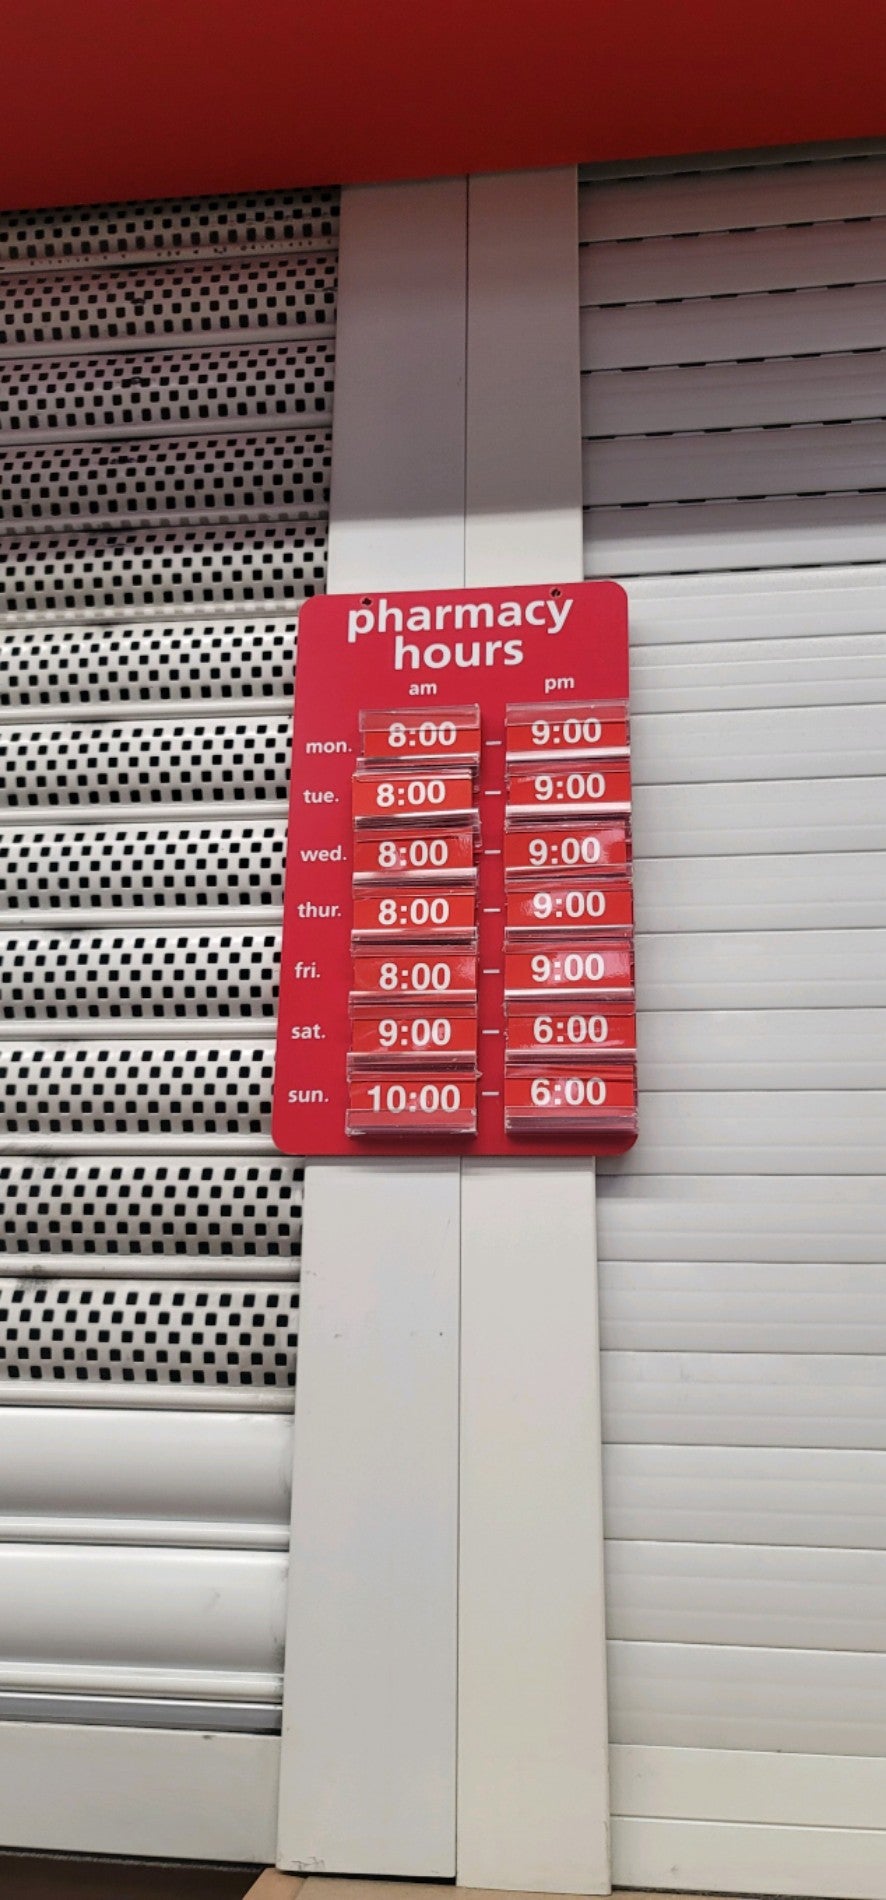 pharmacy
hours
am pm
mon. 8:00 – 9:00
tue. 8:00 – 9:00
wed. 8:00 – 9:00
thur. 8:00 – 9:00
fri. 8:00 – 9:00
sat. 9:00 – 6:00
sun. 10:00 – 6:00